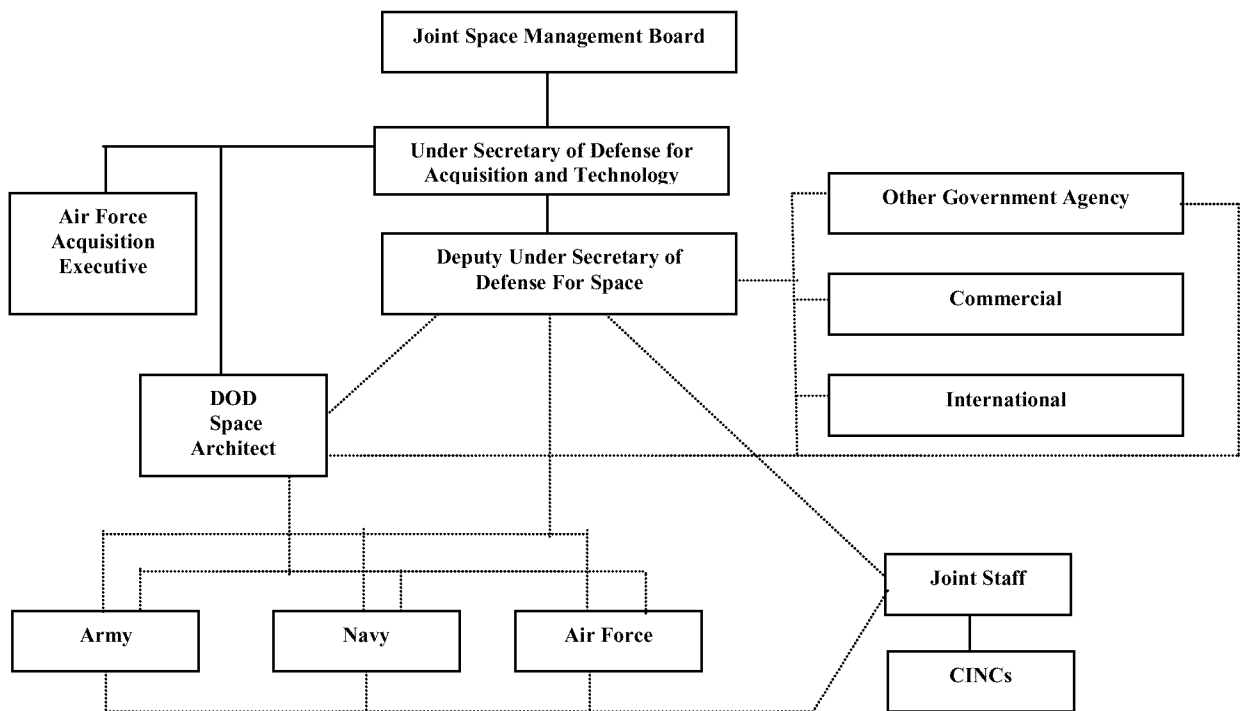 Joint Space Management Board
Under Secretary of Defense for
Acquisition and Technology
Air Force
Acquisition
Executive
Deputy Under Secretary of
Defense For Space
Other Government Agency
Commercial
International
DOD
Space
Architect
Joint Staff
Army
Navy
Air Force
CINCs